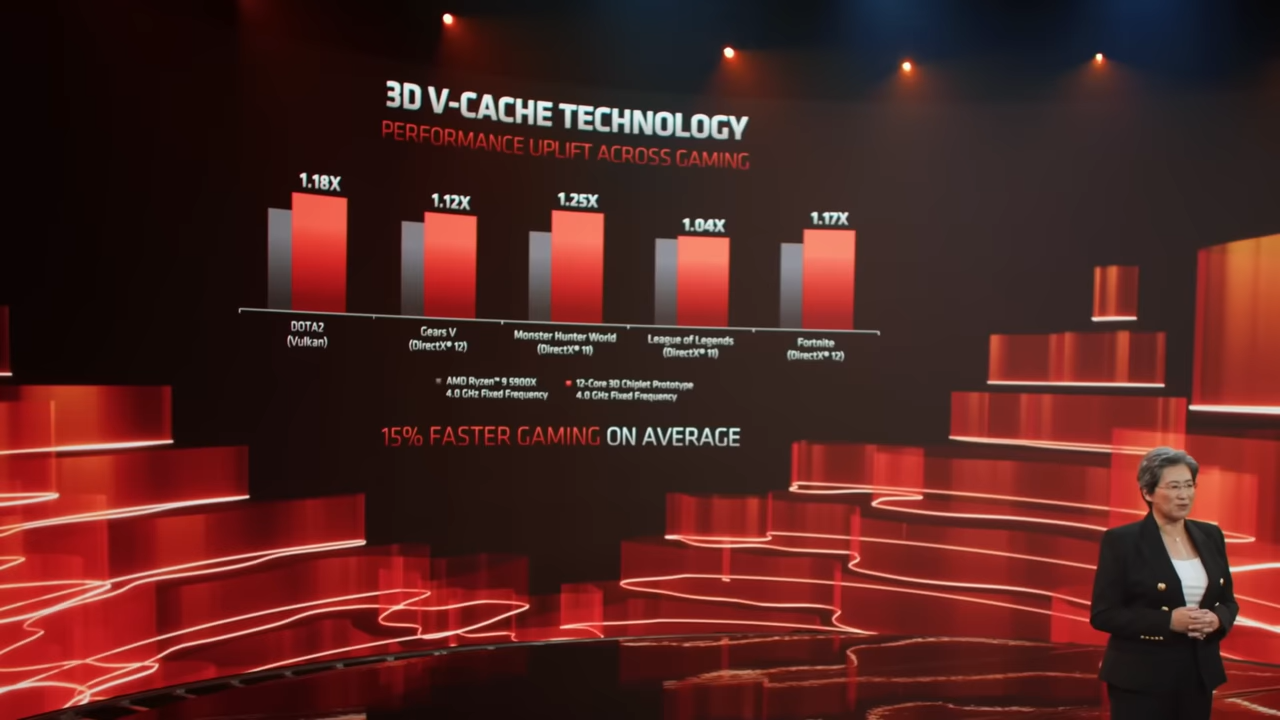 3D V-CACHE TECHNOLOGY
PERFORMANCE UPLIFT ACROSS GAMING
1.18X
1.12X
1.25X
1.04X
1.17X
DOTA2
(Vulkan)
Gears V
(DirectX® 12)
Monster Hunter World
(DirectX® 11)
League of Legends
(DirectX® 11)
Fortnite
(DirectX® 12)
AMD Ryzen™ 9 5900X
4.0 GHz Fixed Frequency
12-Core 3D Chiplet Prototype
4.0 GHz Fixed Frequency
15% FASTER GAMING ON AVERAGE